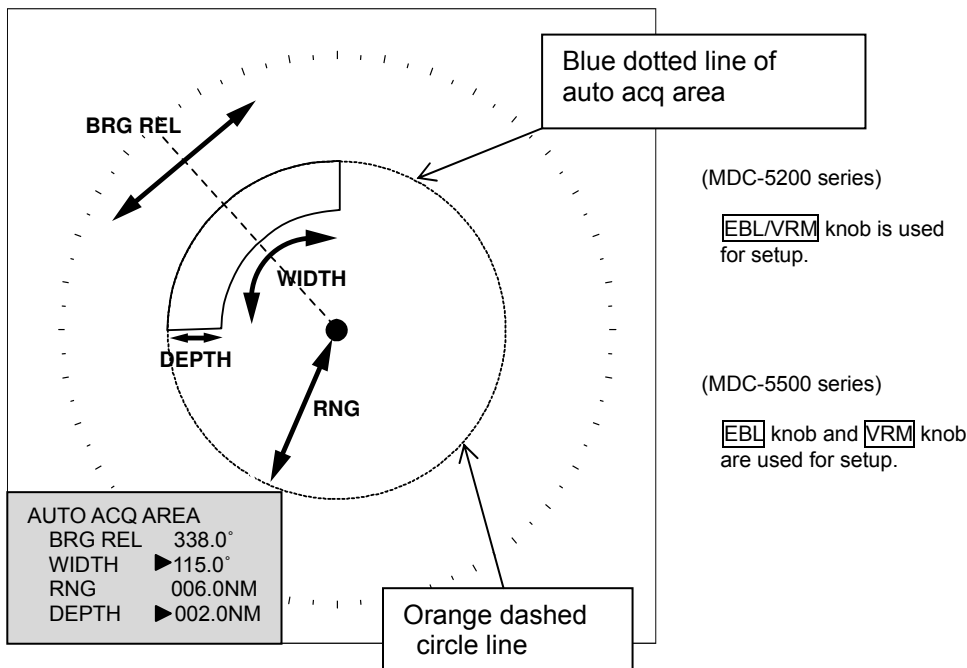 Blue dotted line of
auto acq area
BRG REL
(MDC-5200 series)
EBL/VRM knob is used
for setup.
WIDTH
DEPTH
(MDC-5500 series)
RNG
EBL knob and VRM knob
are used for setup.
AUTO ACQ AREA
BRG REL 338.0°
WIDTH ▶115.0°
RNG 006.0NM
DEPTH ▶002.0NM
Orange dashed
circle line